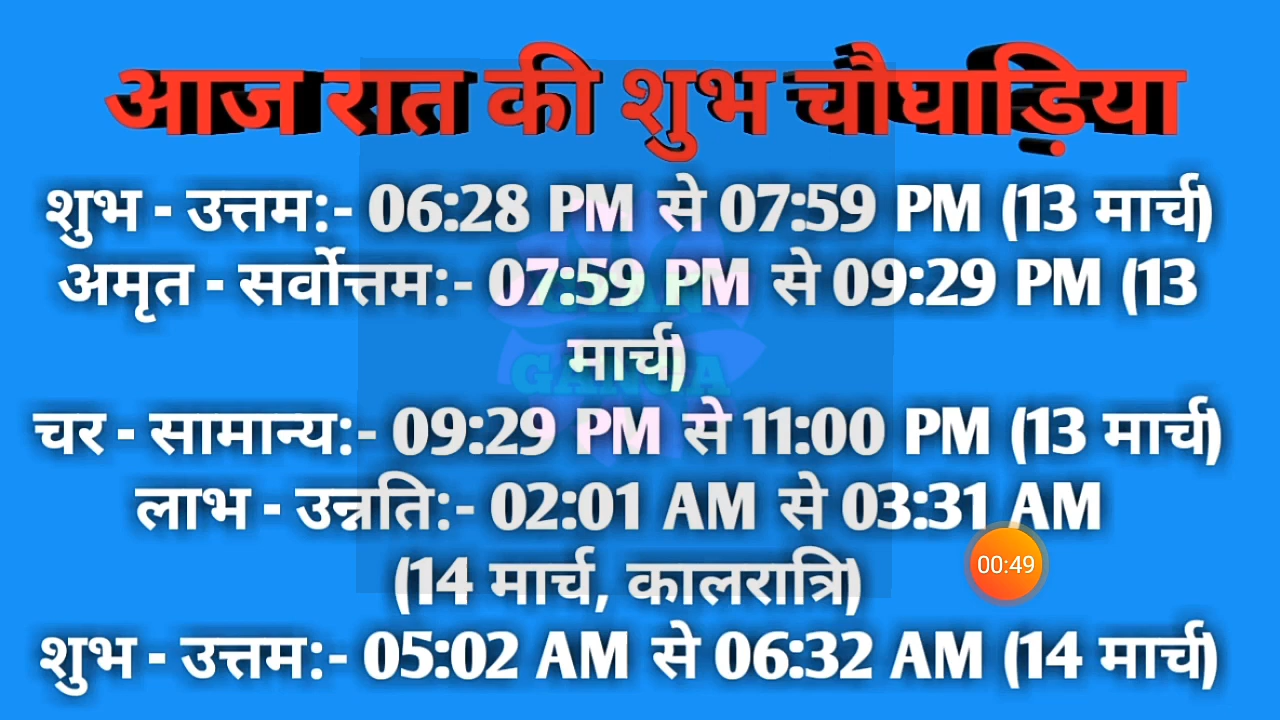 आज रात की शुभ चौघाड़िया
शुभ - उत्तम:- 06:28 PM से 07:59 PM (13 मार्च)
अमृत - सर्वोत्तम:- 07:59 PM से 09:29 PM (13
मार्च)
GYAN
GANGA
चर - सामान्य:- 09:29 PM से 11:00 PM (13 मार्च)
लाभ - उन्नति:- 02:01 AM से 03:31 AM
00:49
(14 मार्च, कालरात्रि)
शुभ - उत्तम:- 05:02 AM से 06:32 AM (14 मार्च)